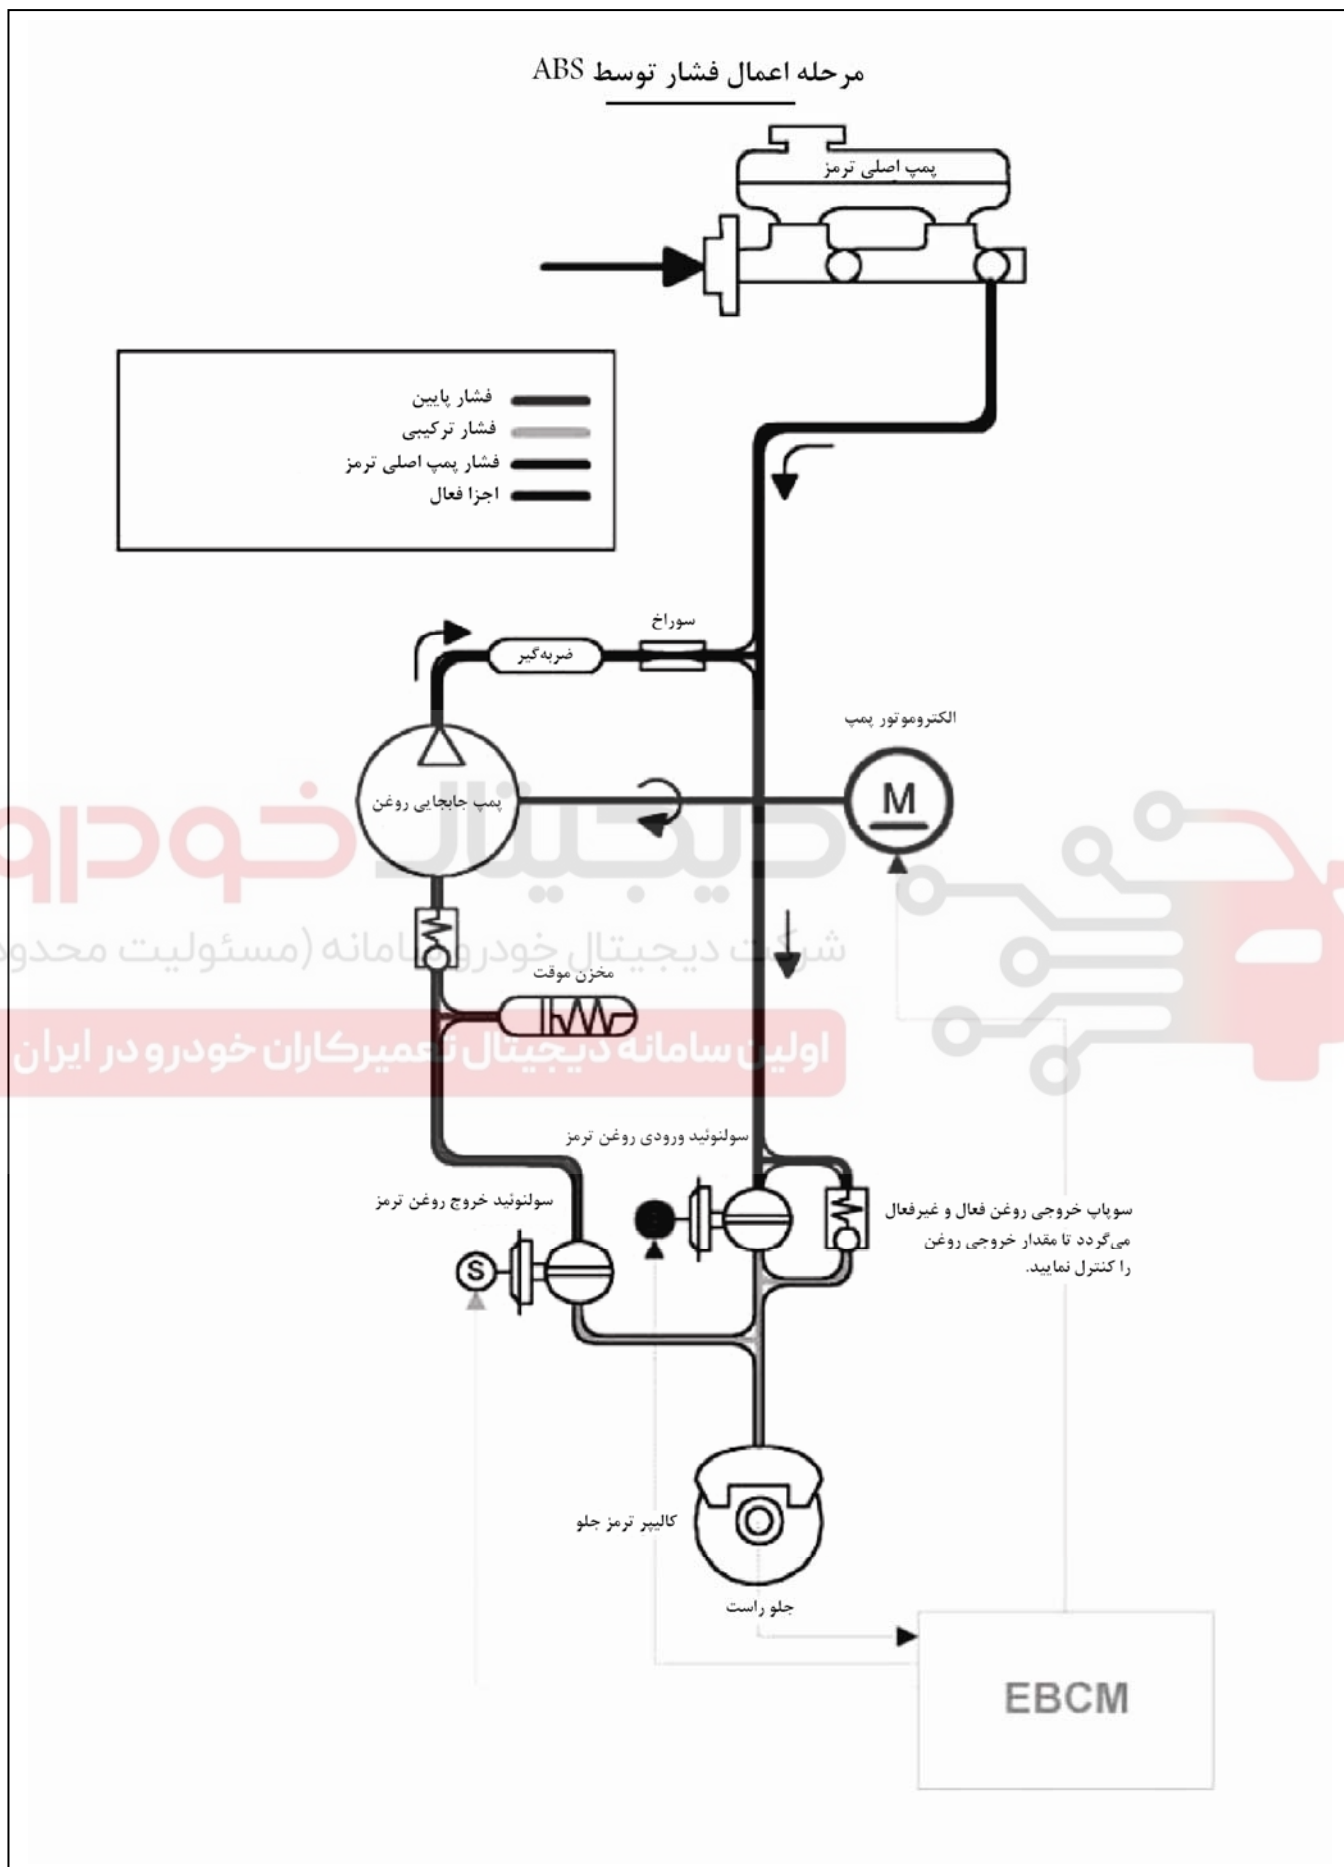 مرحله اعمال فشار توسط ABS
پمپ اصلی ترمز
فشار پایین
فشار ترکیبی
فشار پمپ اصلی ترمز
اجزا فعال
سوراخ
ضربه‌گیر
الکتروموتور پمپ
پمپ جابجایی روغن
M
دیجیتال خودرو
شرکت دیجیتال خودرو سامانه (مسئولیت محدود
مخزن موقت
اولین سامانه دیجیتال تعمیرکاران خودرو در ایران
سولنوئید ورودی روغن ترمز
سولنوئید خروج روغن ترمز
سوپاپ خروجی روغن فعال و غیرفعال
می‌گردد تا مقدار خروجی روغن
را کنترل نمایید.
S
کالیپر ترمز جلو
جلو راست
EBCM